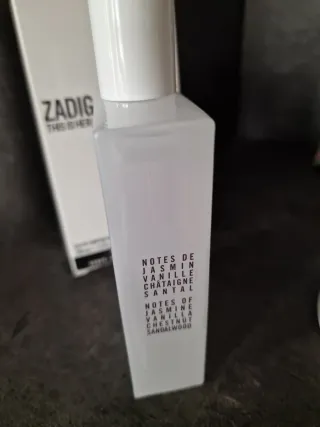 ZADIG
THIS IS HER
NOTES DE
JASMIN
VANILLE
CHÂTAIGNE
SANTAL
NOTES OF
JASMINE
VANILLA
CHESTNUT
SANDALWOOD